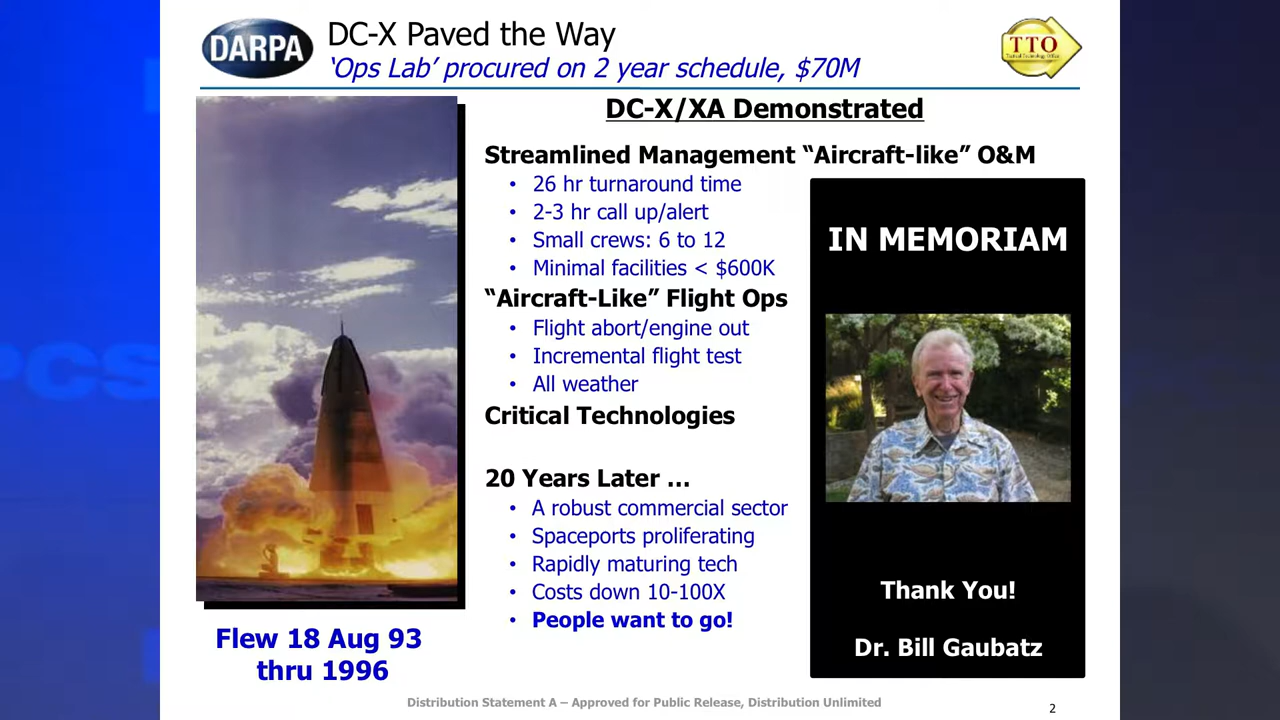 DARPA
DC-X Paved the Way
TTO
Tactical Technology Office
‘Ops Lab’ procured on 2 year schedule, $70M
DC-X/XA Demonstrated
Streamlined Management “Aircraft-like” O&M
• 26 hr turnaround time
• 2-3 hr call up/alert
• Small crews: 6 to 12
• Minimal facilities < $600K
“Aircraft-Like” Flight Ops
• Flight abort/engine out
• Incremental flight test
• All weather
Critical Technologies
20 Years Later ...
• A robust commercial sector
• Spaceports proliferating
• Rapidly maturing tech
• Costs down 10-100X
• People want to go!
IN MEMORIAM
Thank You!
Dr. Bill Gaubatz
Flew 18 Aug 93
thru 1996
Distribution Statement A – Approved for Public Release, Distribution Unlimited
2